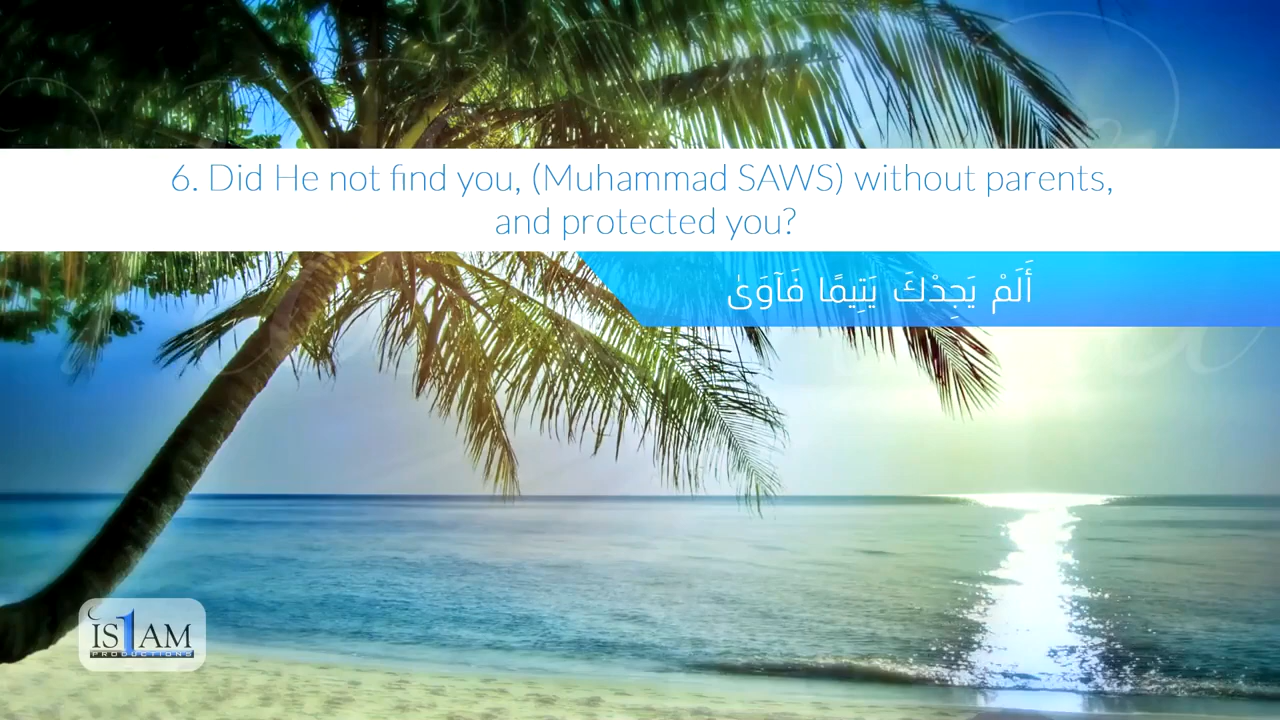 6. Did He not find you, (Muhammad SAWS) without parents,
and protected you?
أَلَمْ يَجِدْكَ يَتِيمًا فَآوَىٰ
IS1AM
PRODUCTIONS